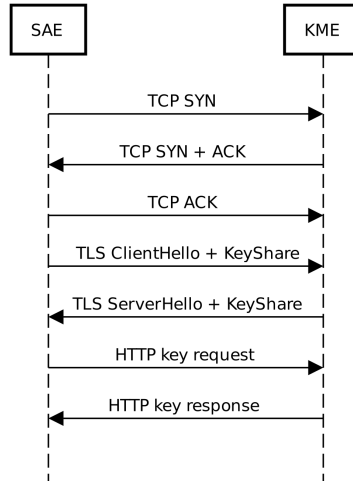 SAE
KME
TCP SYN
TCP SYN + ACK
TCP ACK
TLS ClientHello + KeyShare
TLS ServerHello + KeyShare
HTTP key request
HTTP key response